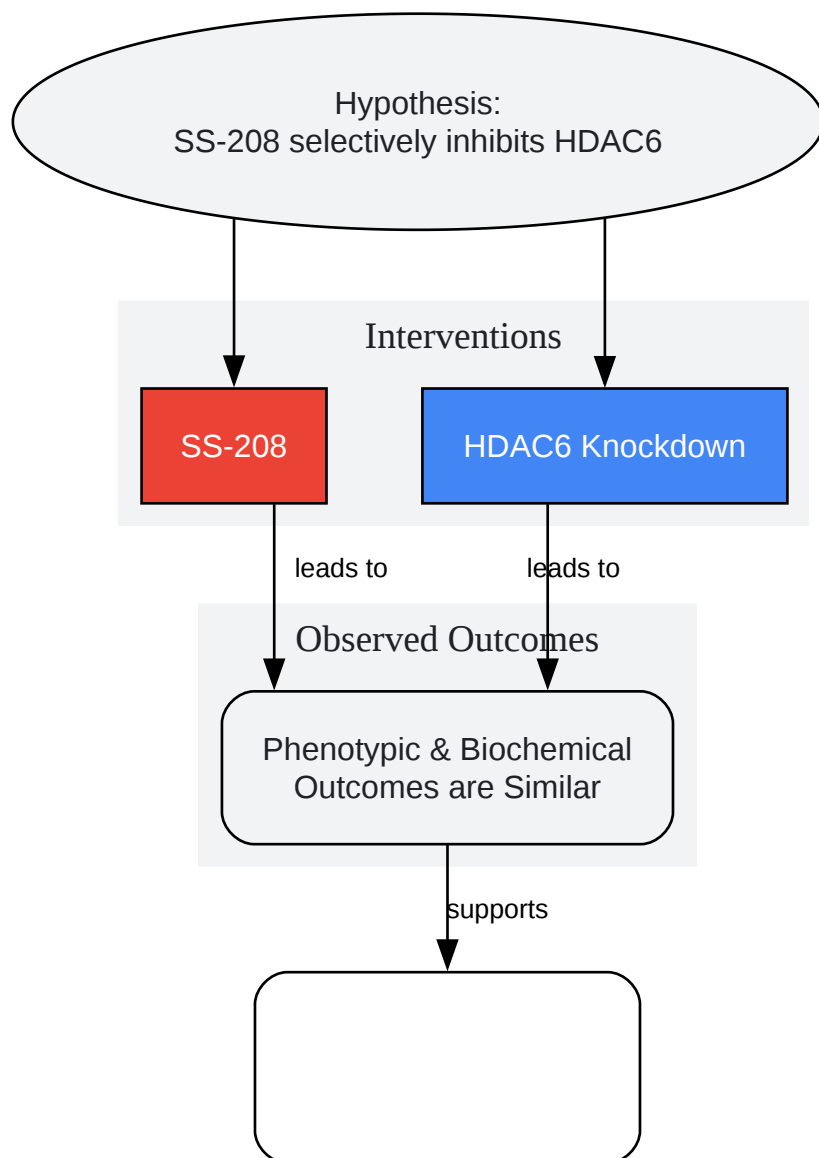 Hypothesis:
SS-208 selectively inhibits HDAC6
Interventions
SS-208
HDAC6 Knockdown
leads to
leads to
Observed Outcomes
Phenotypic & Biochemical
Outcomes are Similar
supports